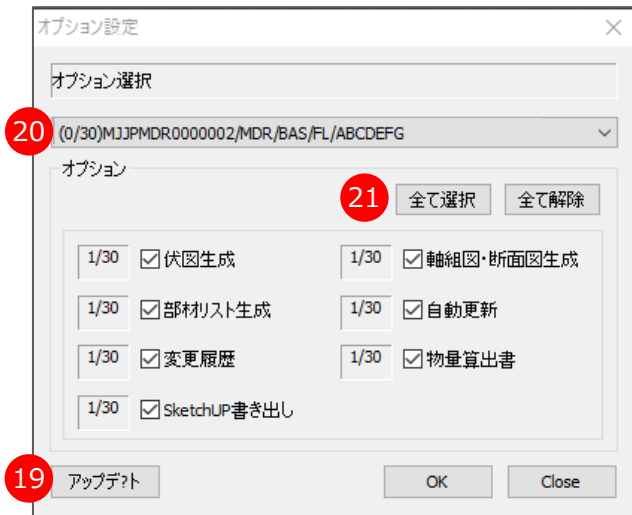 オプション設定
オプション選択
20 (0/30)MJJPMDR0000002/MDR/BAS/FL/ABCDEFG
オプション
21 全て選択 全て解除
1/30 伏図生成 1/30 軸組図・断面図生成
1/30 部材リスト生成 1/30 自動更新
1/30 変更履歴 1/30 物量算出書
1/30 SketchUP書き出し
19 アップデ?ト OK Close